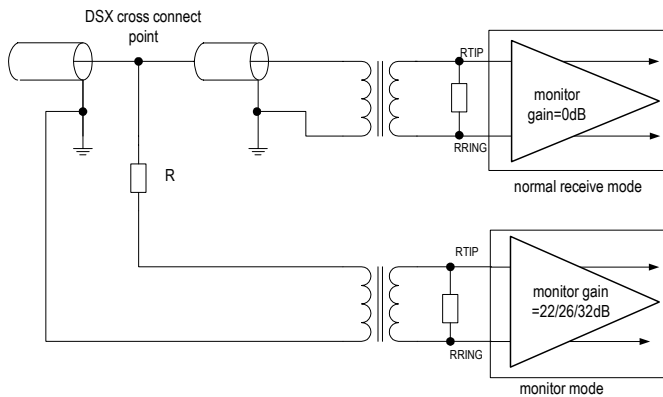 DSX cross connect
point
RTIP
monitor
gain=0dB
RRING
normal receive mode
R
RTIP
monitor gain
=22/26/32dB
RRING
monitor mode